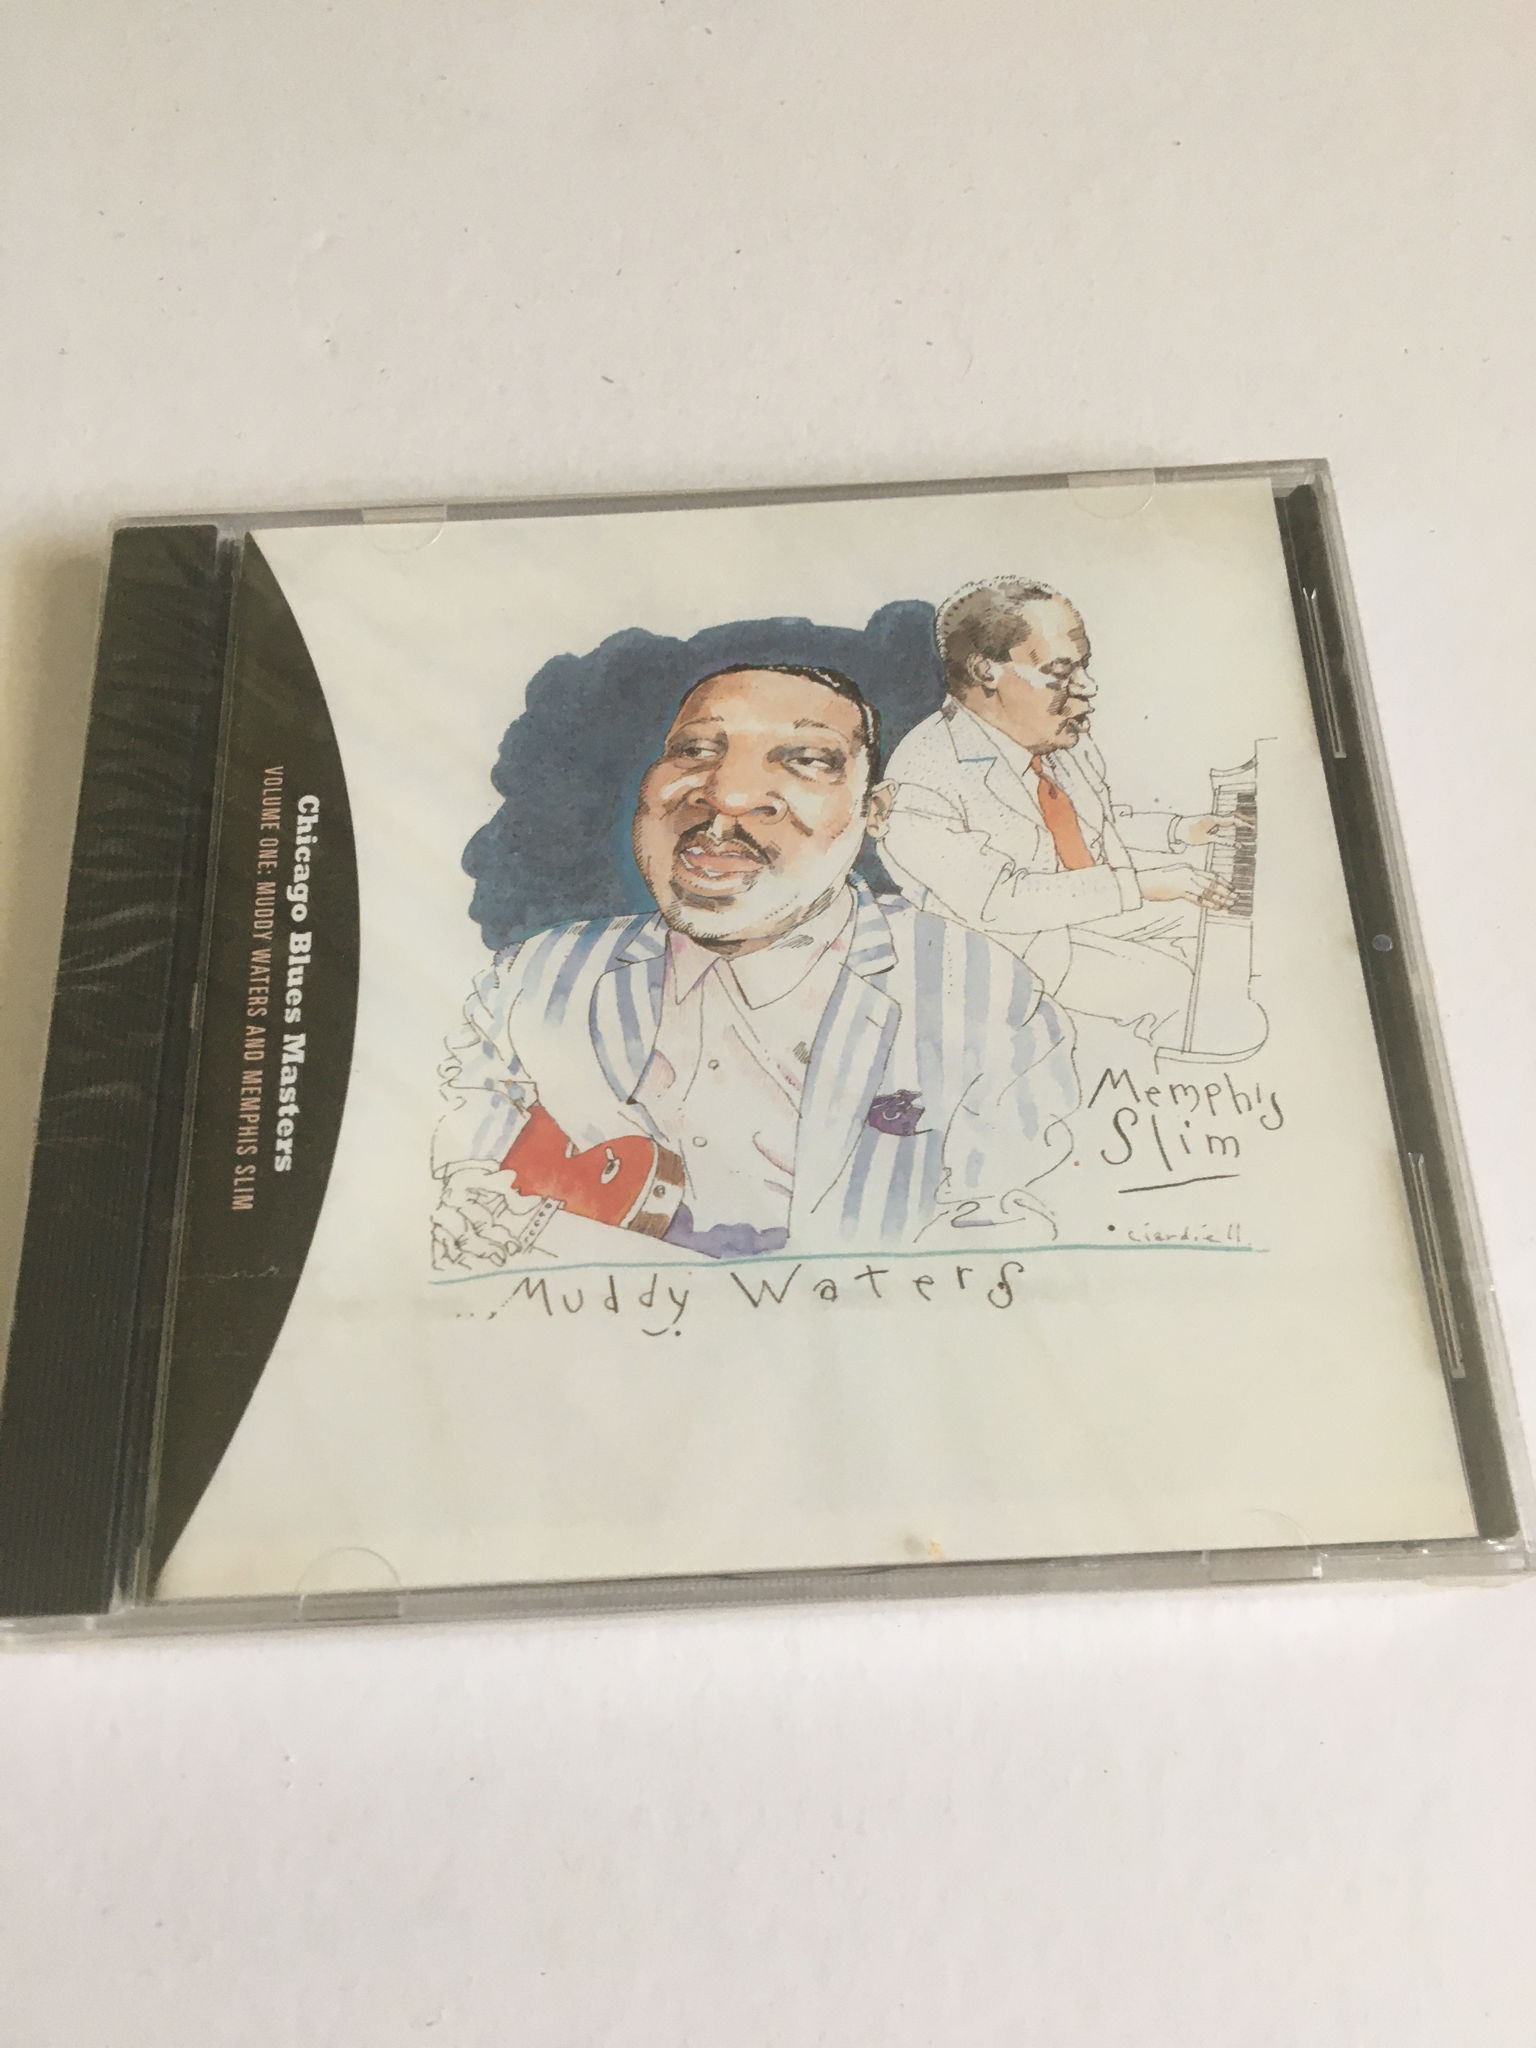 Chicago Blues Masters
VOLUME ONE: MUDDY WATERS AND MEMPHIS SLIM
Memphis
Slim
...Muddy Waters